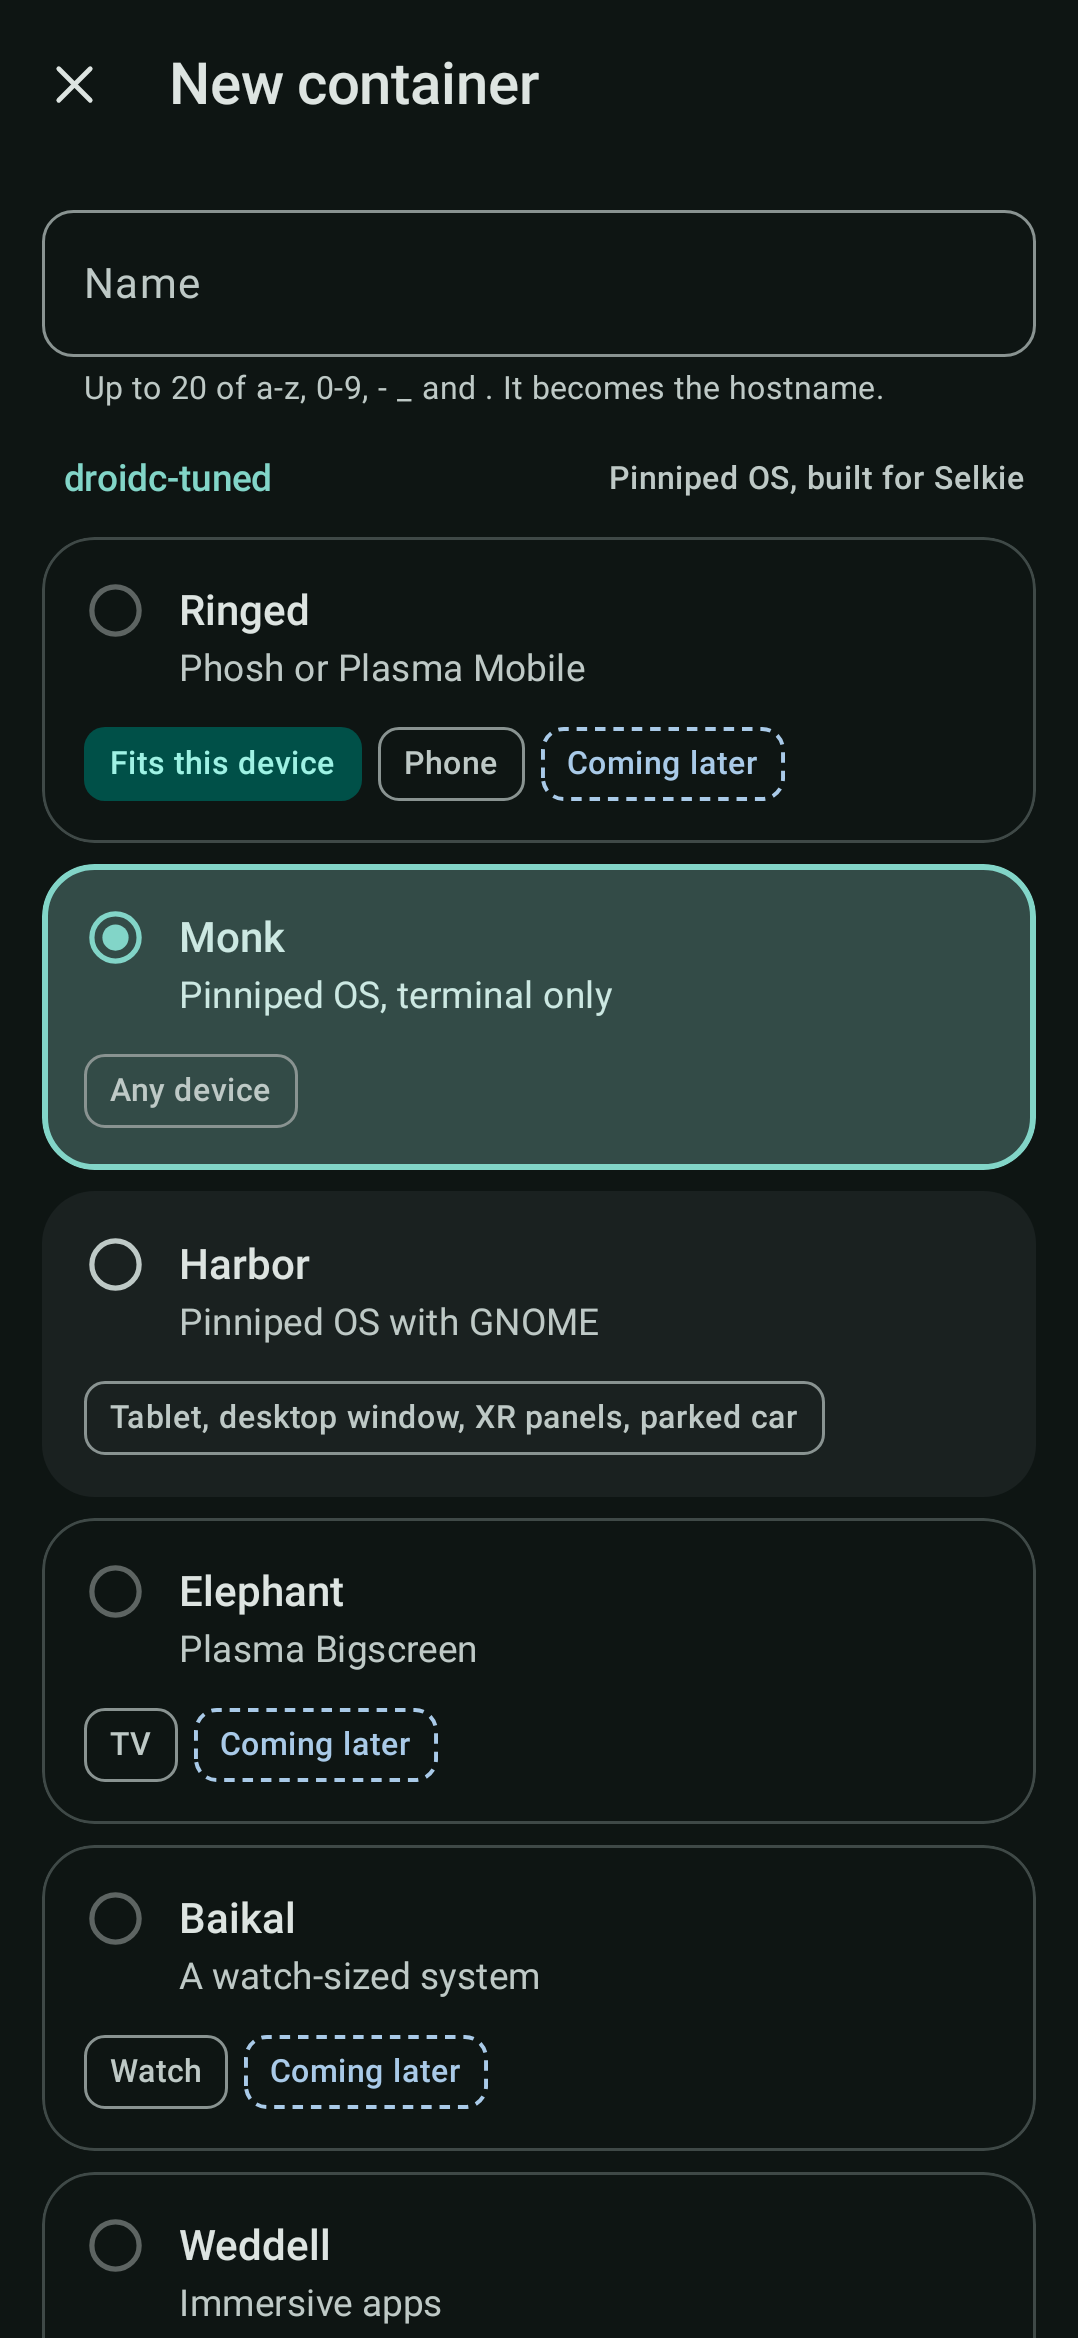 New container
Name
Up to 20 of a-z, 0-9, - _ and . It becomes the hostname.
droidc-tuned
Pinniped OS, built for Selkie
Ringed
Phosh or Plasma Mobile
Fits this device
Phone
Coming later
Monk
Pinniped OS, terminal only
Any device
Harbor
Pinniped OS with GNOME
Tablet, desktop window, XR panels, parked car
Elephant
Plasma Bigscreen
TV
Coming later
Baikal
A watch-sized system
Watch
Coming later
Weddell
Immersive apps